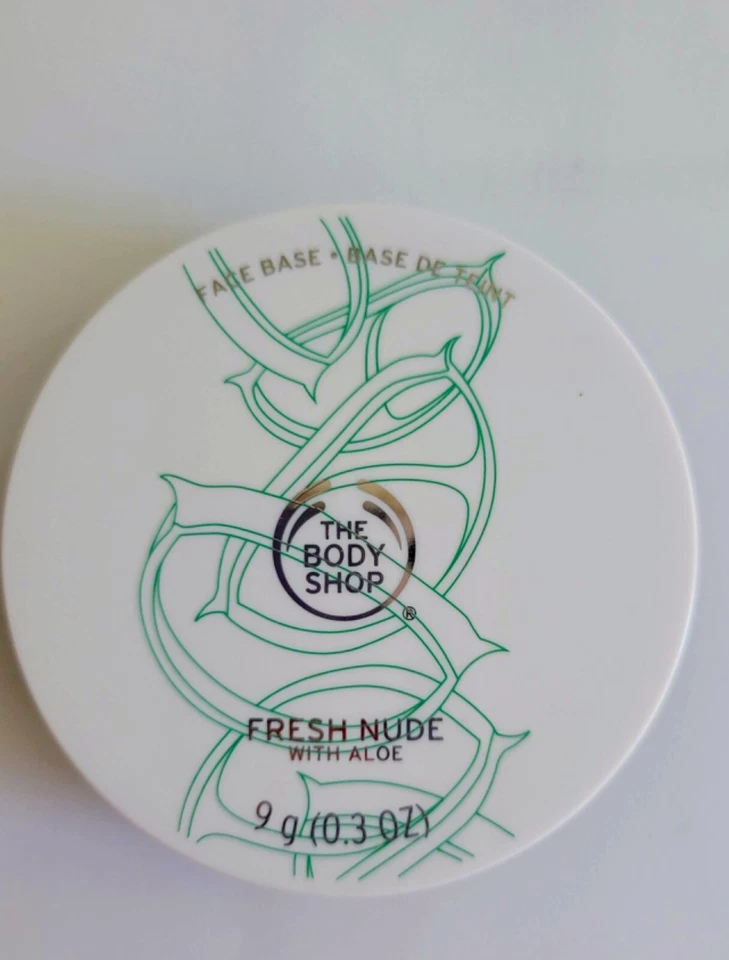 FACE BASE • BASE DE TEINT
THE
BODY
SHOP
®
FRESH NUDE
WITH ALOE
9 g (0.3 OZ)